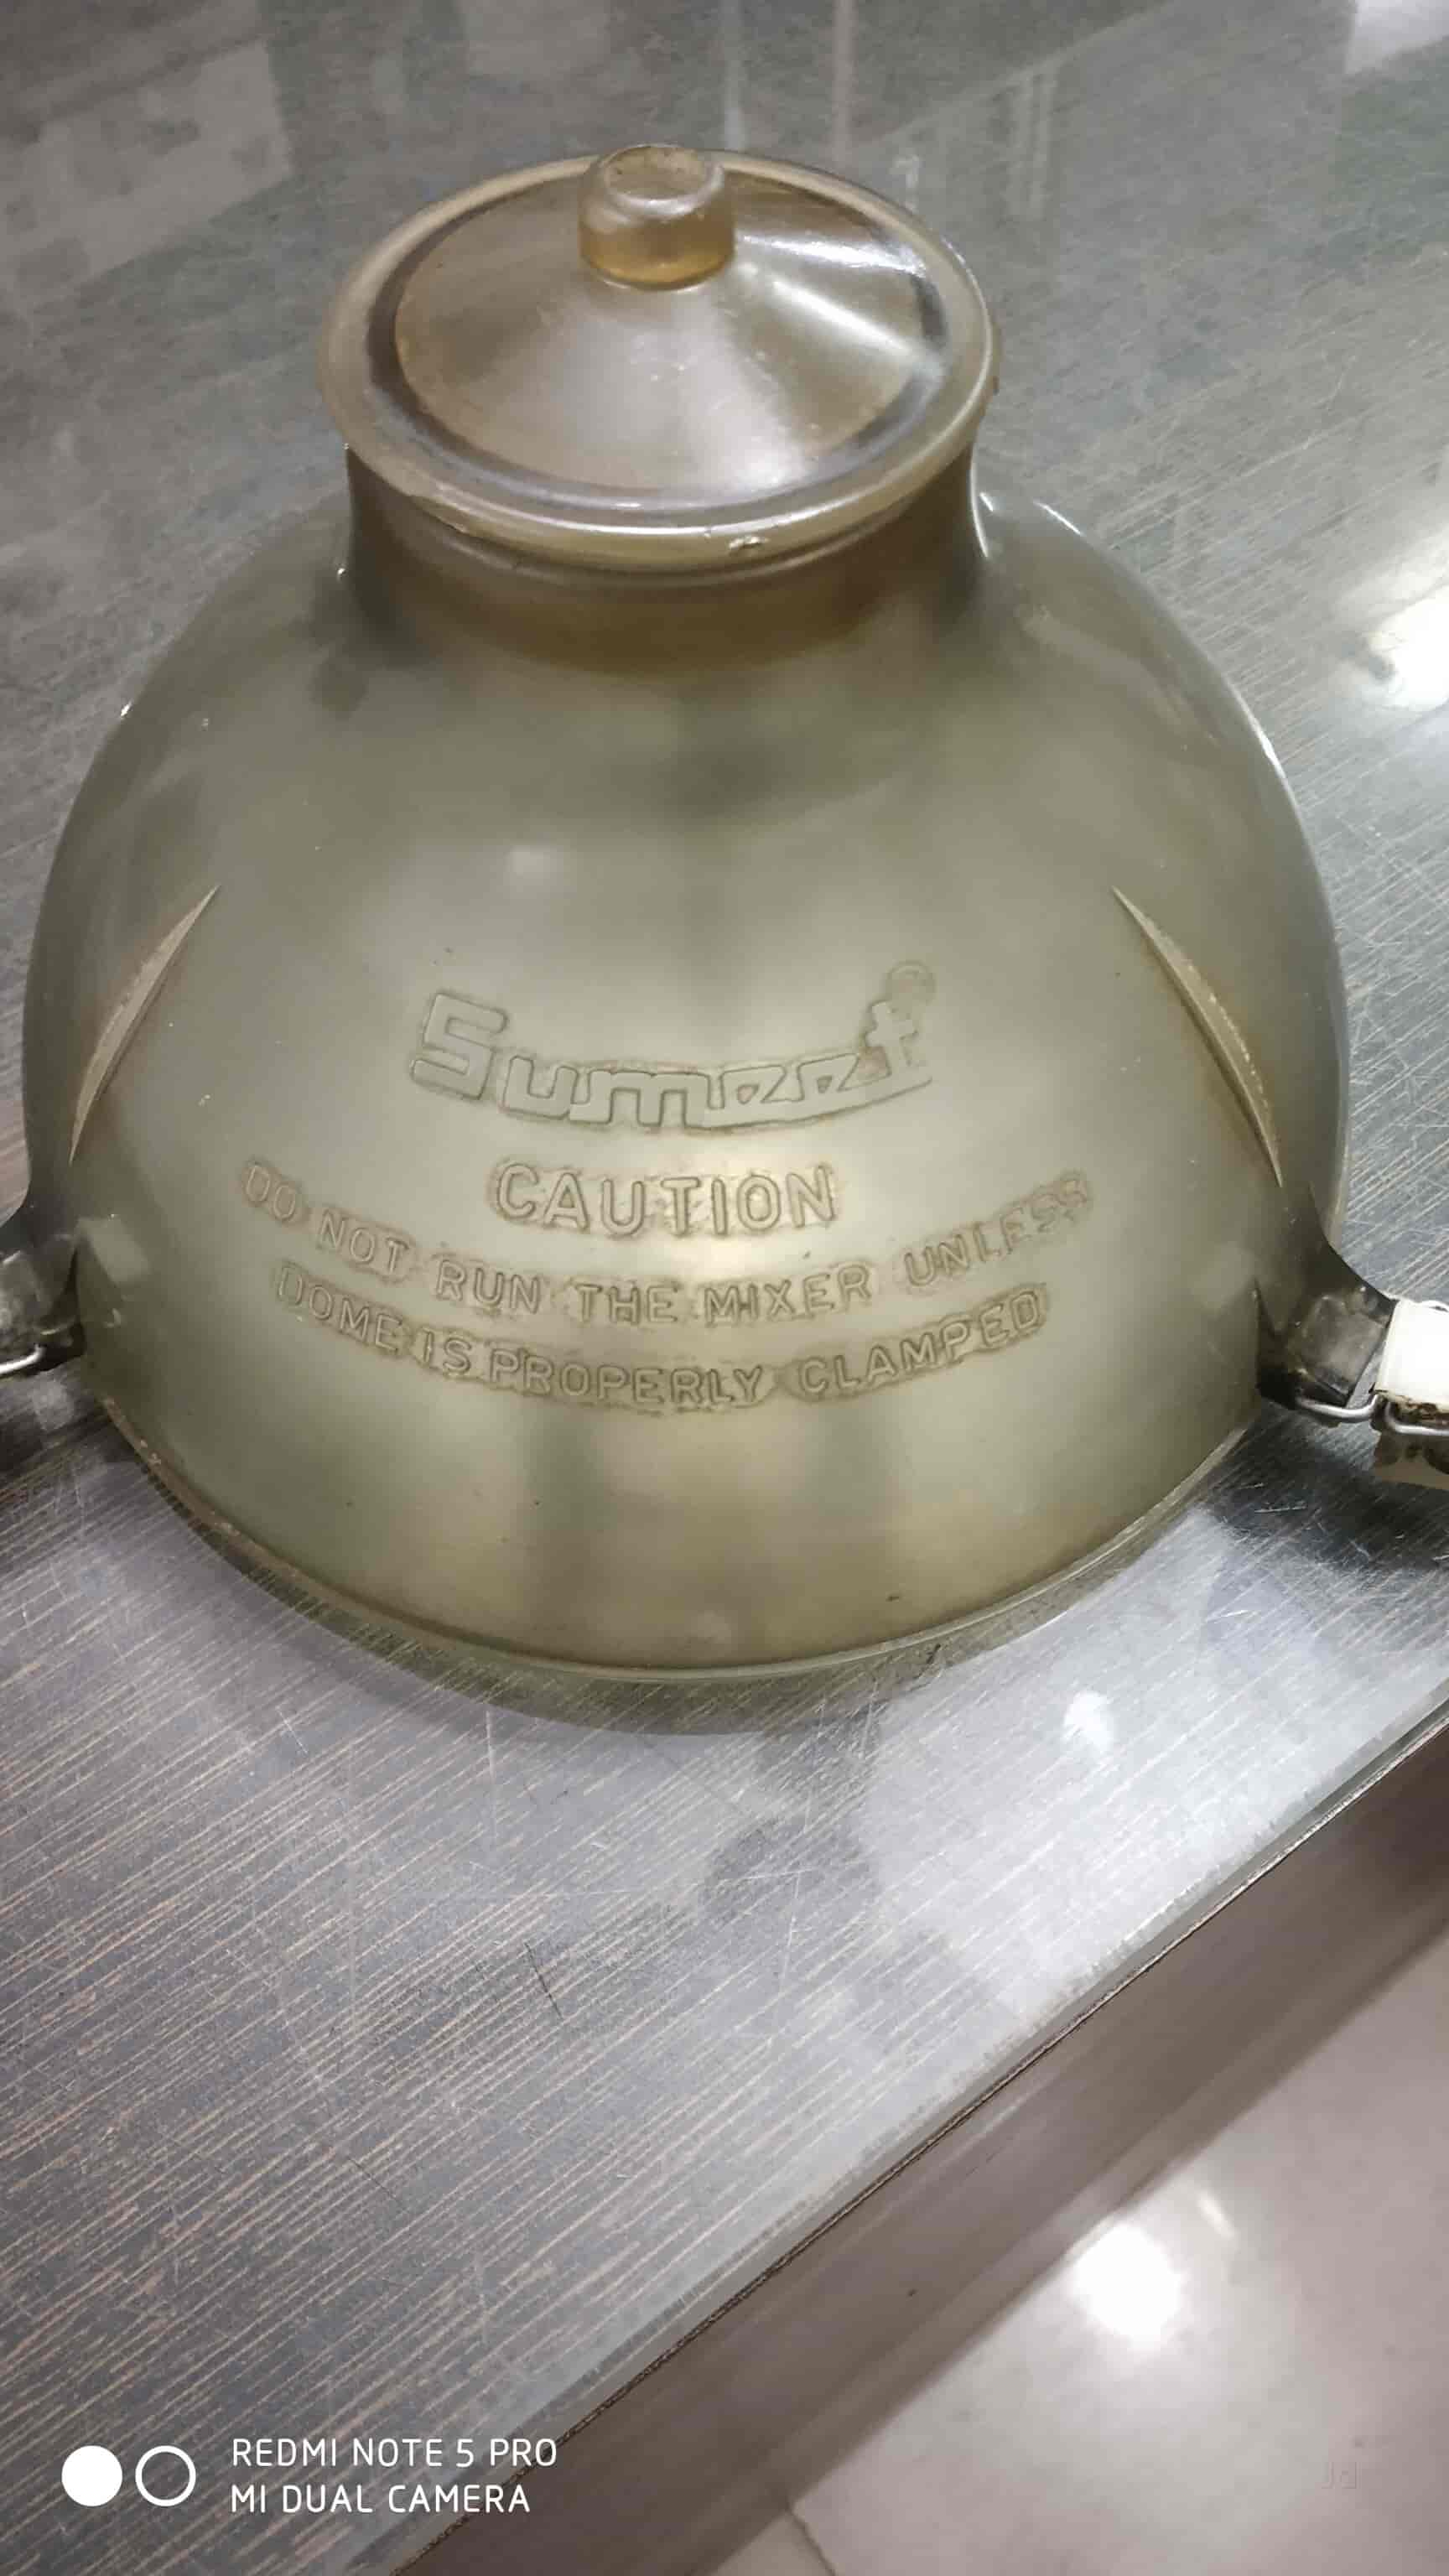 Sumeet®
CAUTION
DO NOT RUN THE MIXER UNLESS
DOME IS PROPERLY CLAMPED
REDMI NOTE 5 PRO
MI DUAL CAMERA
Jd